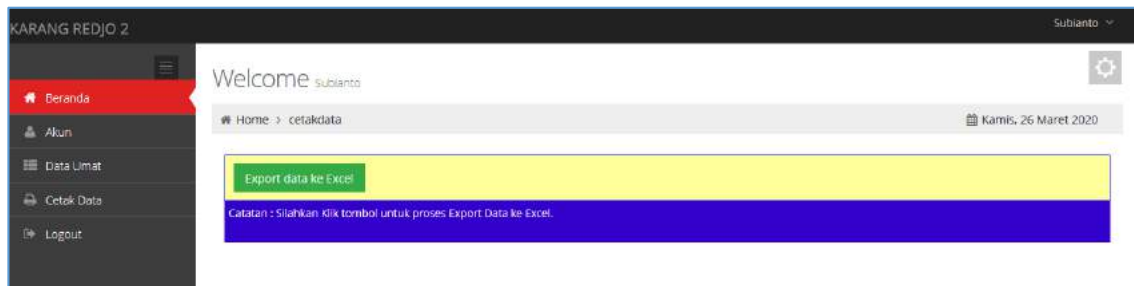 KARANG REDJO 2
Subianto
Welcome Subianto
Beranda
Home > cetakdata
Kamis, 26 Maret 2020
Akun
Data Umat
Export data ke Excel
Cetak Data
Catatan : Silahkan Klik tombol untuk proses Export Data ke Excel.
Logout